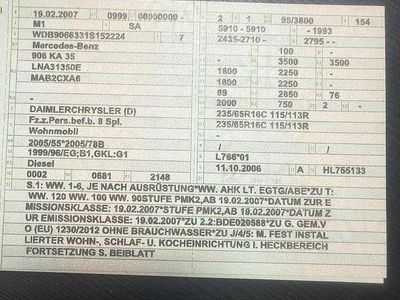 19.02.2007 0999 00000000 - 2 1 95/3800 154
M1 SA 5910 - 5910 - 1993
WDB9066331S152224 7 2435-2710 - 2795 -
Mercedes-Benz - 100 -
906 KA 35 - 3500 3500
LNA31350E 1800 2250 -
MAB2CXA6 1800 2250 -
89 2850 76
- 2000 750 2 -
DAIMLERCHRYSLER (D) 235/65R16C 115/113R
Fz.z.Pers.bef.b. 8 Spl. 235/65R16C 115/113R
Wohnmobil -
2005/55*2005/78B
1999/96/EG;B1,GKL:G1 / /
Diesel L766*01
0002 0681 2148 11.10.2006 A HL755133
S.1: WW. 1-6, JE NACH AUSRÜSTUNG*WW. AHK LT. EGTG/ABE*ZU T:
WW. 120 WW. 100 WW. 90STUFE PMK2,AB 19.02.2007*DATUM ZUR E
MISSIONSKLASSE: 19.02.2007*STUFE PMK2, AB 19.02.2007*DATUM Z
UR EMISSIONSKLASSE: 19.02.2007*ZU 2.2:BDE020588*ZU G. GEM.V
O (EU) 1230/2012 OHNE BRAUCHWASSER*ZU J/4/5: M. FEST INSTAL
LIERTER WOHN-, SCHLAF- U. KOCHEINRICHTUNG I. HECKBEREICH
FORTSETZUNG S. BEIBLATT